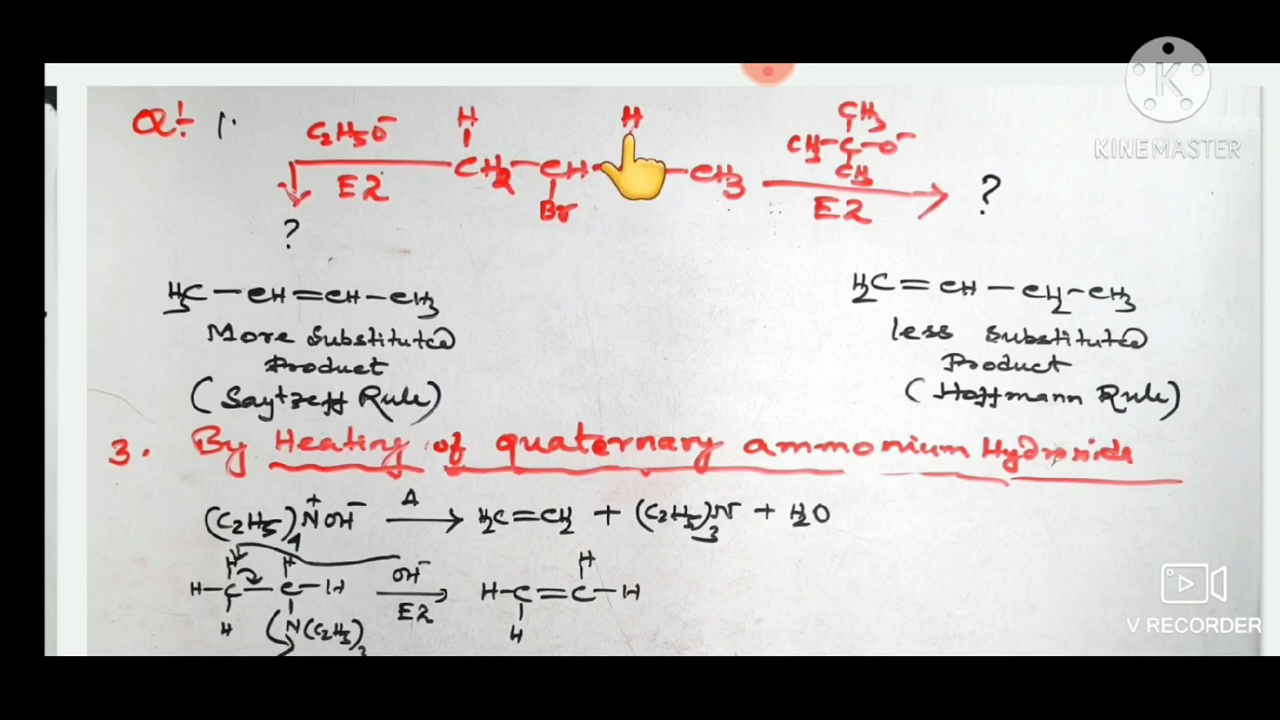 Q:- 1.
C2H5O⁻
E2
?
H H
CH2-CH- -CH3
Br
CH3
CH3-C-O⁻
CH3
E2
?
H3C-CH=CH-CH3
More Substituted
Product
(Saytzeff Rule)
H2C=CH-CH2-CH3
less Substituted
Product
(Hoffmann Rule)
3. By Heating of quaternary ammonium Hydroxide
(C2H5)4N⁺OH⁻ Δ→ H2C=CH2 + (C2H5)3N + H2O
H H
H-C-C-H
H N(C2H5)3
OH⁻
E2
H
H-C=C-H
H
KINEMASTER
V RECORDER